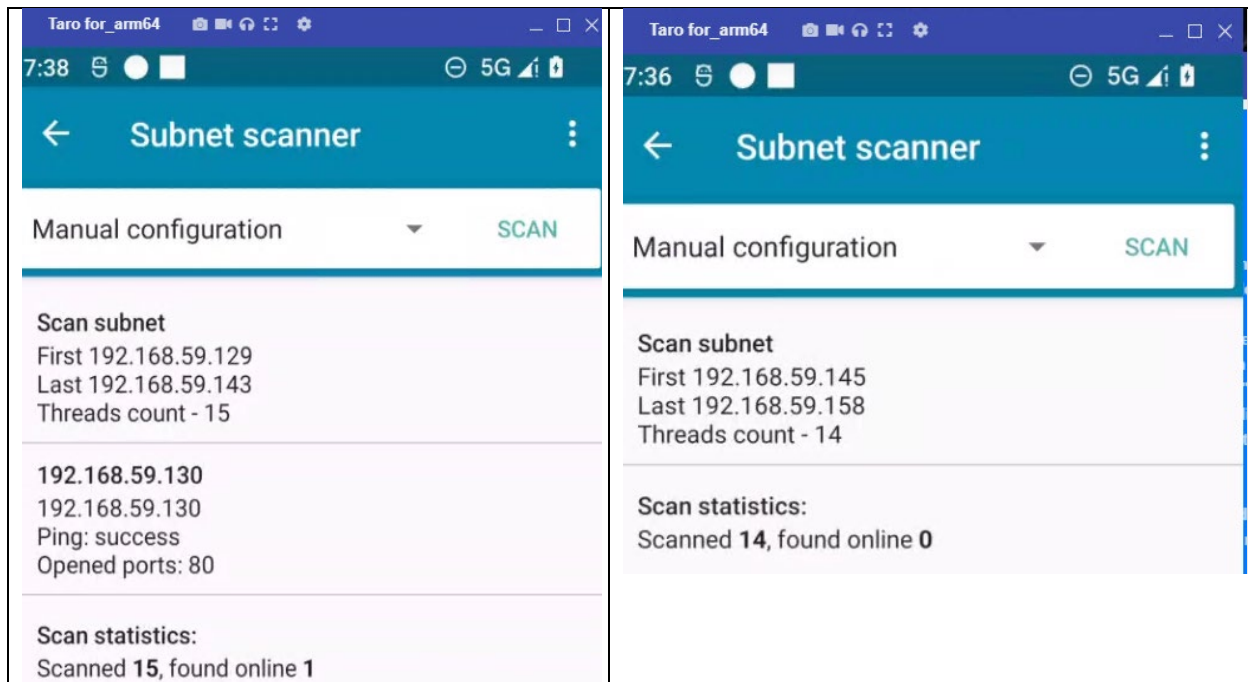 Taro for_arm64
7:38 5G
Subnet scanner
Manual configuration SCAN
Scan subnet
First 192.168.59.129
Last 192.168.59.143
Threads count - 15
192.168.59.130
192.168.59.130
Ping: success
Opened ports: 80
Scan statistics:
Scanned 15, found online 1
Taro for_arm64
7:36 5G
Subnet scanner
Manual configuration SCAN
Scan subnet
First 192.168.59.145
Last 192.168.59.158
Threads count - 14
Scan statistics:
Scanned 14, found online 0